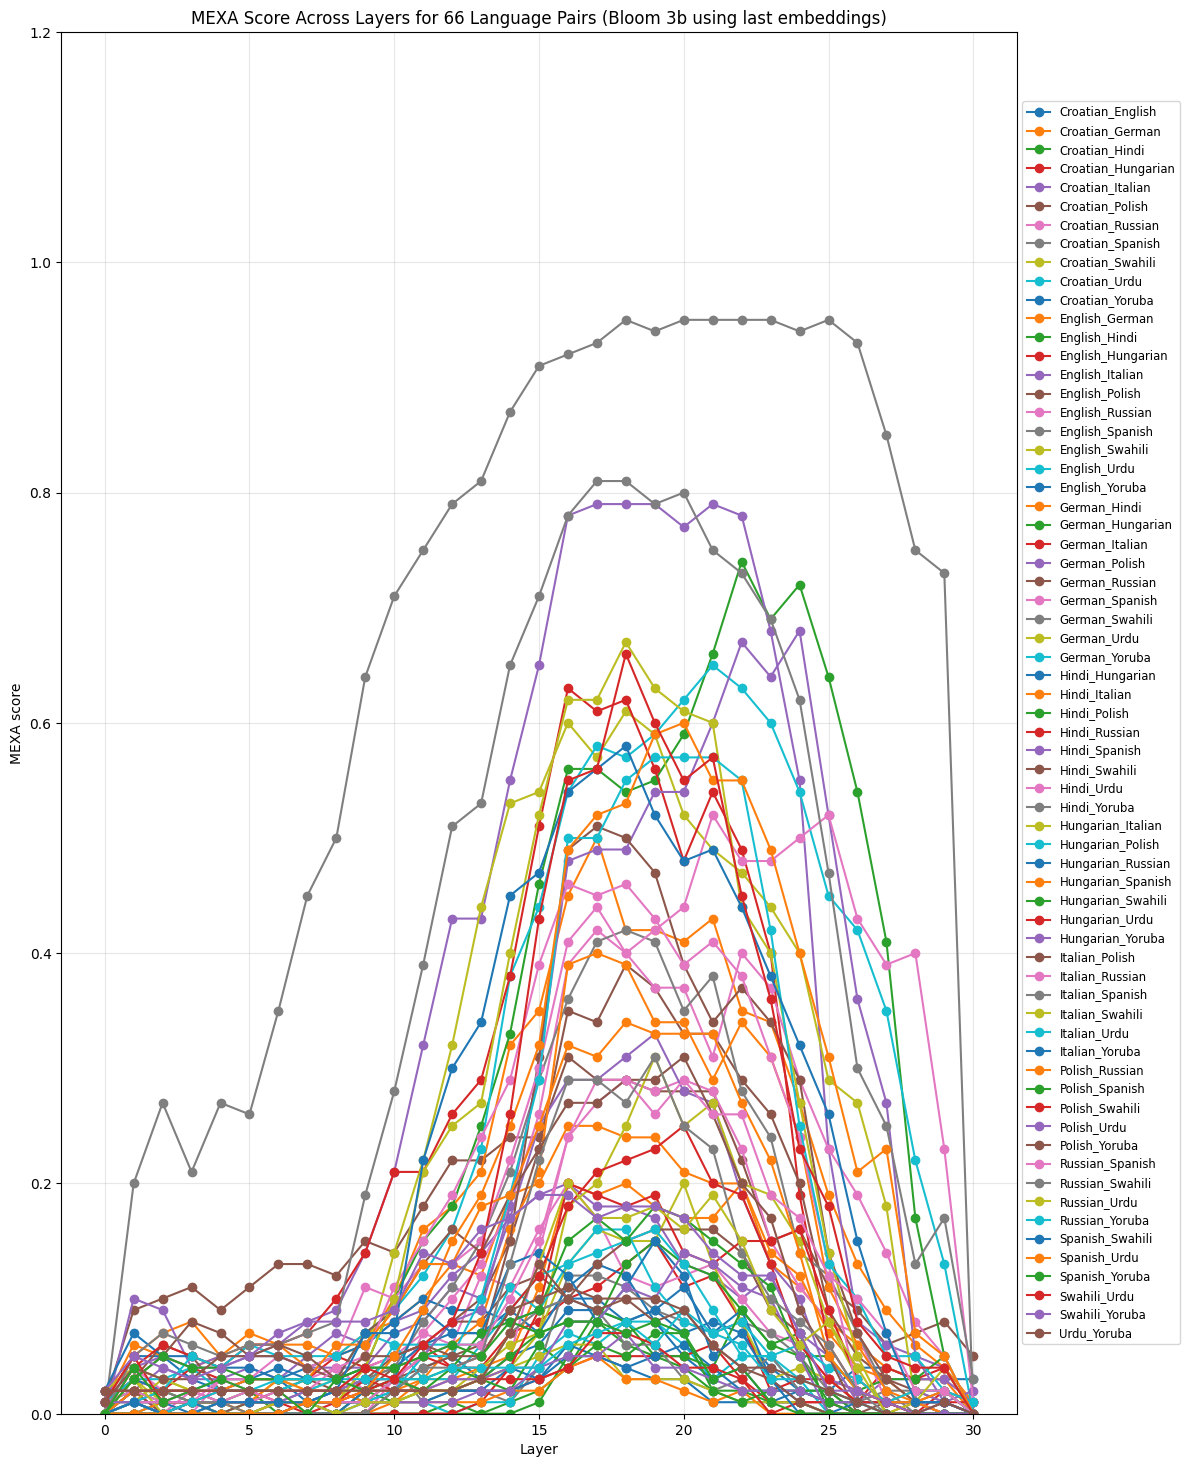 MEXA Score Across Layers for 66 Language Pairs (Bloom 3b using last embeddings)
1.2
1.0
0.8
0.6
0.4
0.2
0.0
MEXA score
0 5 10 15 20 25 30
Layer
Croatian_English
Croatian_German
Croatian_Hindi
Croatian_Hungarian
Croatian_Italian
Croatian_Polish
Croatian_Russian
Croatian_Spanish
Croatian_Swahili
Croatian_Urdu
Croatian_Yoruba
English_German
English_Hindi
English_Hungarian
English_Italian
English_Polish
English_Russian
English_Spanish
English_Swahili
English_Urdu
English_Yoruba
German_Hindi
German_Hungarian
German_Italian
German_Polish
German_Russian
German_Spanish
German_Swahili
German_Urdu
German_Yoruba
Hindi_Hungarian
Hindi_Italian
Hindi_Polish
Hindi_Russian
Hindi_Spanish
Hindi_Swahili
Hindi_Urdu
Hindi_Yoruba
Hungarian_Italian
Hungarian_Polish
Hungarian_Russian
Hungarian_Spanish
Hungarian_Swahili
Hungarian_Urdu
Hungarian_Yoruba
Italian_Polish
Italian_Russian
Italian_Spanish
Italian_Swahili
Italian_Urdu
Italian_Yoruba
Polish_Russian
Polish_Spanish
Polish_Swahili
Polish_Urdu
Polish_Yoruba
Russian_Spanish
Russian_Swahili
Russian_Urdu
Russian_Yoruba
Spanish_Swahili
Spanish_Urdu
Spanish_Yoruba
Swahili_Urdu
Swahili_Yoruba
Urdu_Yoruba